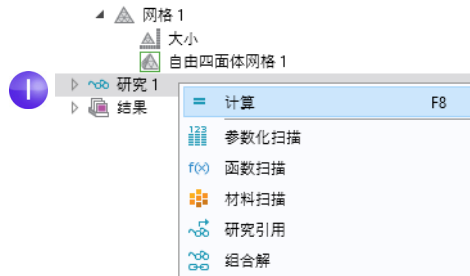 网格 1
大小
自由四面体网格 1
I
研究 1
结果
= 计算 F8
123 参数化扫描
f(x) 函数扫描
材料扫描
研究引用
组合解